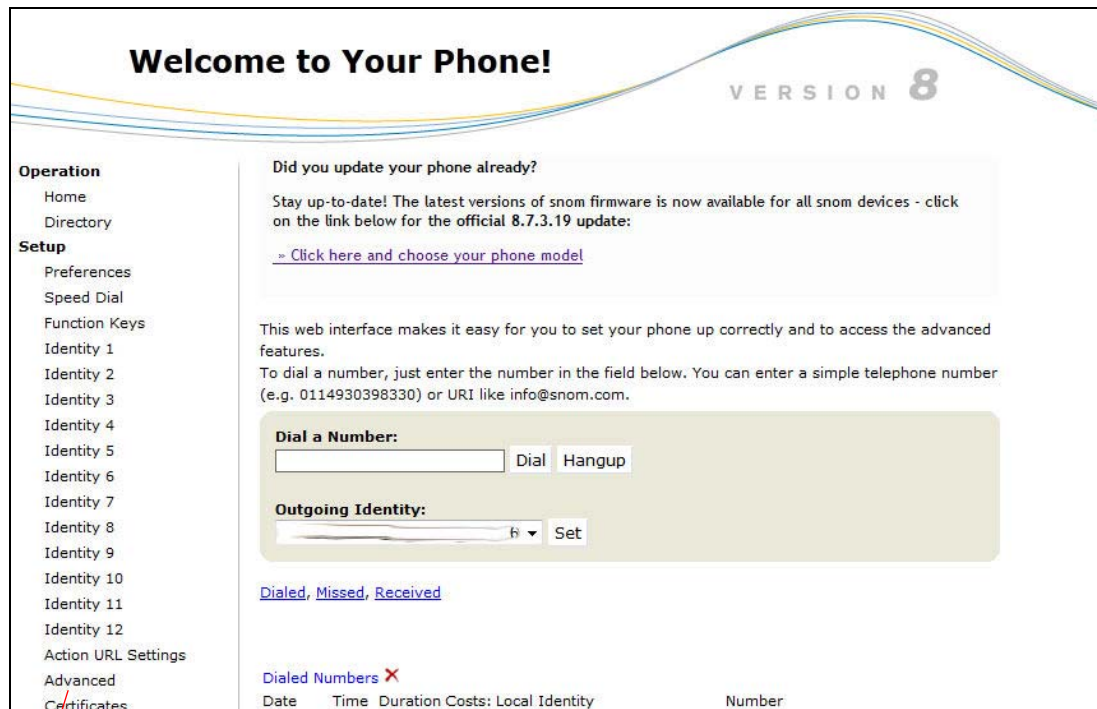 Welcome to Your Phone!
VERSION 8
Operation
Home
Directory
Setup
Preferences
Speed Dial
Function Keys
Identity 1
Identity 2
Identity 3
Identity 4
Identity 5
Identity 6
Identity 7
Identity 8
Identity 9
Identity 10
Identity 11
Identity 12
Action URL Settings
Advanced
Certificates
Did you update your phone already?
Stay up-to-date! The latest versions of snom firmware is now available for all snom devices - click
on the link below for the official 8.7.3.19 update:
» Click here and choose your phone model
This web interface makes it easy for you to set your phone up correctly and to access the advanced
features.
To dial a number, just enter the number in the field below. You can enter a simple telephone number
(e.g. 0114930398330) or URI like info@snom.com.
Dial a Number:
Dial Hangup
Outgoing Identity:
Set
Dialed, Missed, Received
Dialed Numbers
Date Time Duration Costs: Local Identity Number